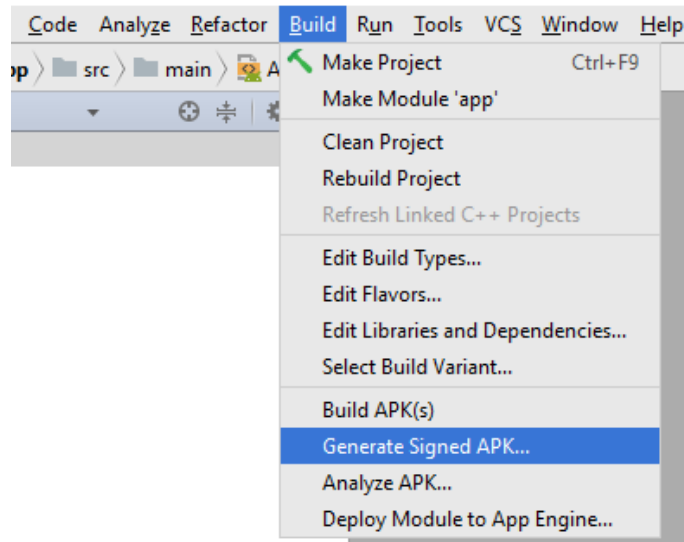 Code Analyze Refactor Build Run Tools VCS Window Help
src main
Make Project Ctrl+F9
Make Module 'app'
Clean Project
Rebuild Project
Refresh Linked C++ Projects
Edit Build Types...
Edit Flavors...
Edit Libraries and Dependencies...
Select Build Variant...
Build APK(s)
Generate Signed APK...
Analyze APK...
Deploy Module to App Engine...